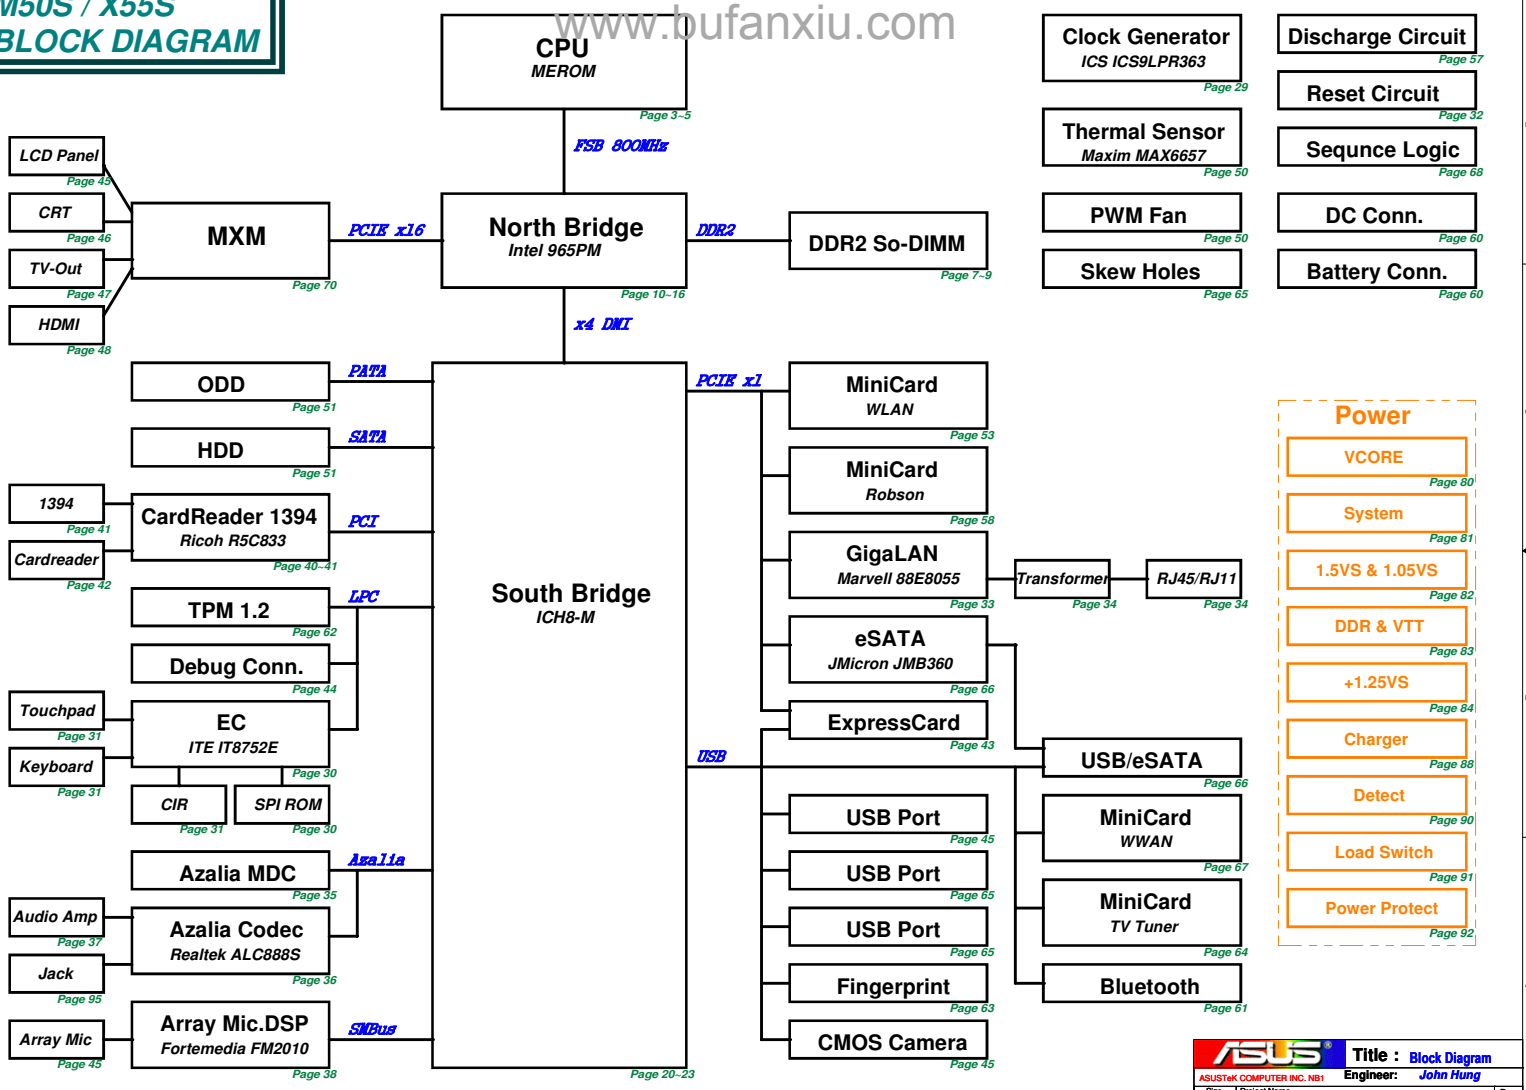 M50S / X55S
BLOCK DIAGRAM
www.bufanxiu.com
CPU
MEROM
Page 3~5
FSB 800MHz
Clock Generator
ICS ICS9LPR363
Page 29
Discharge Circuit
Page 57
Reset Circuit
Page 32
Thermal Sensor
Maxim MAX6657
Page 50
Sequnce Logic
Page 68
PWM Fan
Page 50
DC Conn.
Page 60
Skew Holes
Page 65
Battery Conn.
Page 60
LCD Panel
Page 45
CRT
Page 46
TV-Out
Page 47
HDMI
Page 48
MXM
Page 70
PCIE x16
North Bridge
Intel 965PM
Page 10~16
DDR2
DDR2 So-DIMM
Page 7~9
x4 DMI
ODD
Page 51
PATA
HDD
Page 51
SATA
1394
Page 41
Cardreader
Page 42
CardReader 1394
Ricoh R5C833
Page 40~41
PCI
TPM 1.2
Page 62
LPC
Debug Conn.
Page 44
Touchpad
Page 31
Keyboard
Page 31
EC
ITE IT8752E
Page 30
CIR
Page 31
SPI ROM
Page 30
Azalia MDC
Page 35
Azalia
Audio Amp
Page 37
Jack
Page 95
Azalia Codec
Realtek ALC888S
Page 36
Array Mic
Page 45
Array Mic.DSP
Fortemedia FM2010
Page 38
SMBus
South Bridge
ICH8-M
Page 20~23
PCIE x1
MiniCard
WLAN
Page 53
MiniCard
Robson
Page 58
GigaLAN
Marvell 88E8055
Page 33
Transformer
Page 34
RJ45/RJ11
Page 34
eSATA
JMicron JMB360
Page 66
ExpressCard
Page 43
USB
USB/eSATA
Page 66
USB Port
Page 45
MiniCard
WWAN
Page 67
USB Port
Page 65
MiniCard
TV Tuner
Page 64
USB Port
Page 65
Fingerprint
Page 63
Bluetooth
Page 61
CMOS Camera
Page 45
Power
VCORE
Page 80
System
Page 81
1.5VS & 1.05VS
Page 82
DDR & VTT
Page 83
+1.25VS
Page 84
Charger
Page 88
Detect
Page 90
Load Switch
Page 91
Power Protect
Page 92
ASUS
ASUSTeK COMPUTER INC. NB1
Title : Block Diagram
Engineer: John Hung